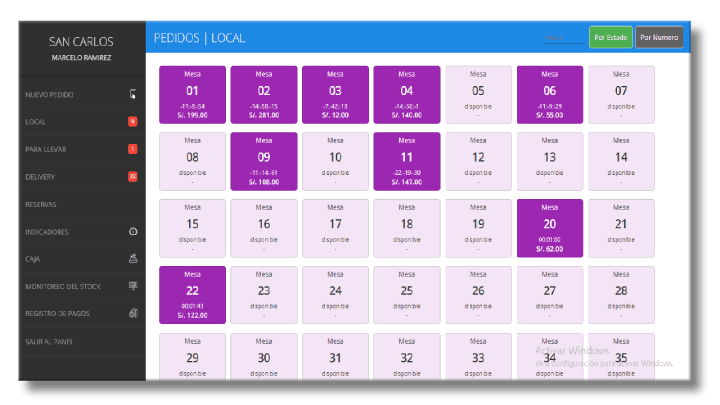 SAN CARLOS
MARCELO RAMIREZ
NUEVO PEDIDO
LOCAL 9
PARA LLEVAR 1
DELIVERY
RESERVAS
INDICADORES
CAJA
MONITOREO DEL STOCK
REGISTRO DE PAGOS
SALIR AL PANEL
PEDIDOS | LOCAL
Por Estado Por Numero
Mesa Mesa Mesa Mesa Mesa Mesa Mesa
01 02 03 04 05 06 07
-11:-8:-54 -14:-58:-15 -7:-42:-18 disponible -11:-9:-29 disponible
S/. 199.00 S/. 281.00 S/. 12.00 S/. 140.00 - S/. 55.00 -
Mesa Mesa Mesa Mesa Mesa Mesa Mesa
08 09 10 11 12 13 14
disponible -11:-14:-51 disponible -22:-19:-30 disponible disponible disponible
- S/. 108.00 - S/. 147.00 - - -
Mesa Mesa Mesa Mesa Mesa Mesa Mesa
15 16 17 18 19 20 21
disponible disponible disponible disponible disponible disponible
- - - - - S/. 62.00 -
Mesa Mesa Mesa Mesa Mesa Mesa Mesa
22 23 24 25 26 27 28
00:01:41 disponible disponible disponible disponible disponible disponible
S/. 122.00 - - - - - -
Mesa Mesa Mesa Mesa Mesa Mesa Mesa
29 30 31 32 33 34 35
disponible disponible disponible disponible disponible disponible disponible
Activar Windows
Ve a Configuración para activar Windows.